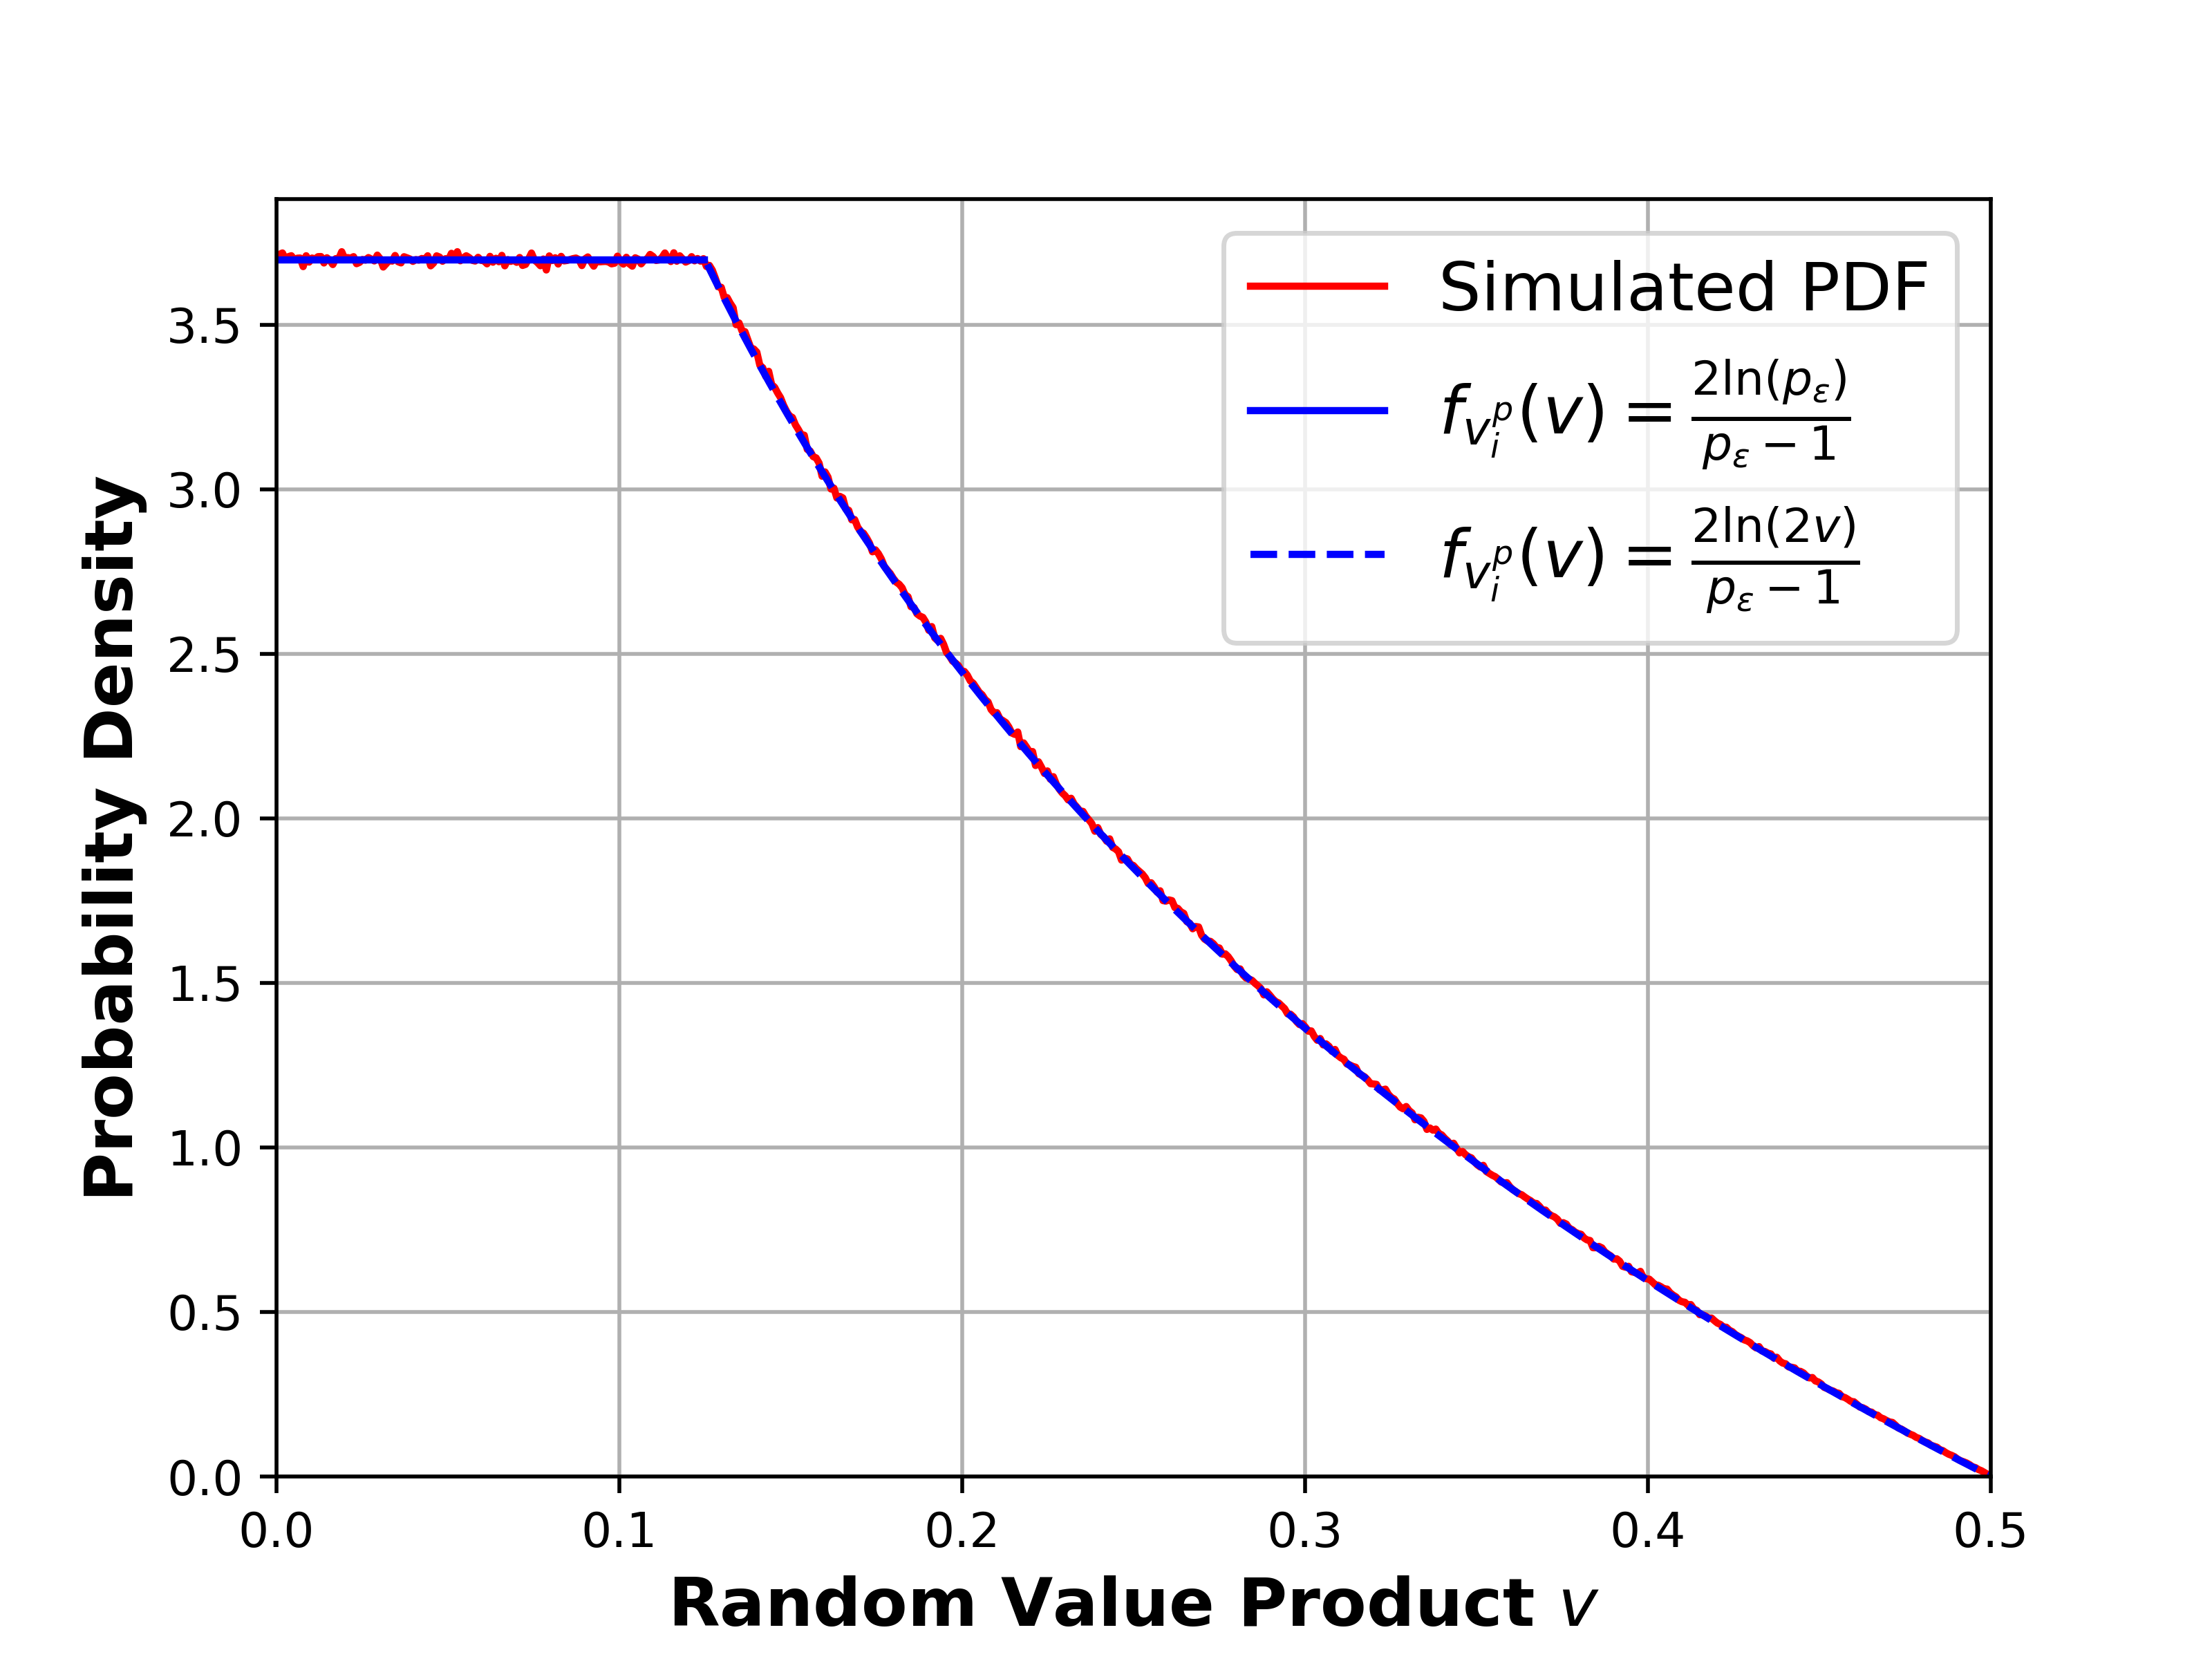 Simulated PDF
f_{v_i^p}(v) = \frac{2ln(p_ε)}{p_ε − 1}
f_{v_i^p}(v) = \frac{2ln(2v)}{p_ε − 1}
Probability Density
3.5
3.0
2.5
2.0
1.5
1.0
0.5
0.0
0.0 0.1 0.2 0.3 0.4 0.5
Random Value Product v